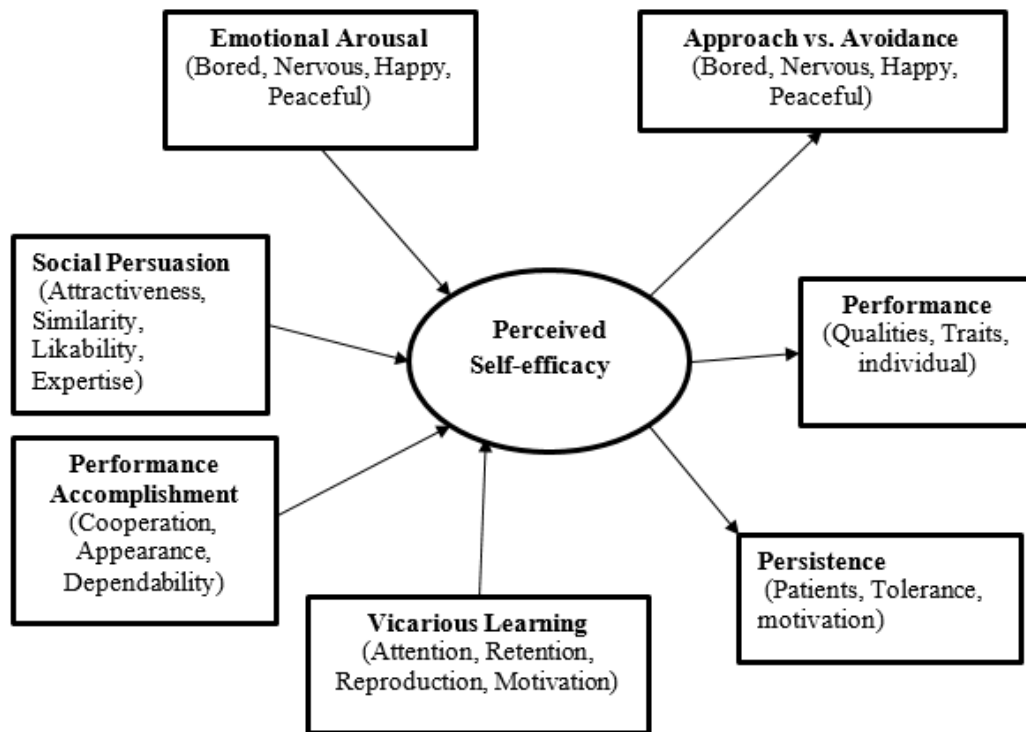 Emotional Arousal
(Bored, Nervous, Happy,
Peaceful)
Approach vs. Avoidance
(Bored, Nervous, Happy,
Peaceful)
Social Persuasion
(Attractiveness,
Similarity,
Likability,
Expertise)
Perceived
Self-efficacy
Performance
(Qualities, Traits,
individual)
Performance
Accomplishment
(Cooperation,
Appearance,
Dependability)
Vicarious Learning
(Attention, Retention,
Reproduction, Motivation)
Persistence
(Patients, Tolerance,
motivation)